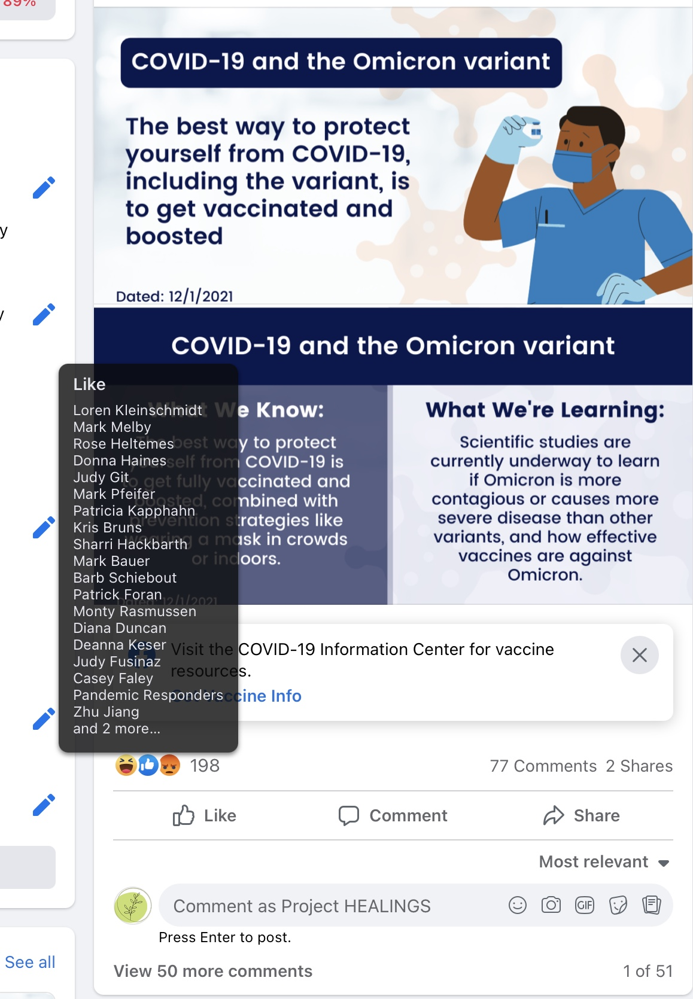 89%
COVID-19 and the Omicron variant
The best way to protect
yourself from COVID-19,
including the variant, is
to get vaccinated and
boosted
Dated: 12/1/2021
COVID-19 and the Omicron variant
What We Know:
The best way to protect
yourself from COVID-19 is
to get fully vaccinated and
boosted, combined with
prevention strategies like
wearing a mask in crowds
or indoors.
Dated: 12/1/2021
What We're Learning:
Scientific studies are
currently underway to learn
if Omicron is more
contagious or causes more
severe disease than other
variants, and how effective
vaccines are against
Omicron.
Like
Loren Kleinschmidt
Mark Melby
Rose Heltemes
Donna Haines
Judy Git
Mark Pfeifer
Patricia Kapphahn
Kris Bruns
Sharri Hackbarth
Mark Bauer
Barb Schiebout
Patrick Foran
Monty Rasmussen
Diana Duncan
Deanna Keser
Judy Fusinaz
Casey Faley
Pandemic Responders
Zhu Jiang
and 2 more...
Visit the COVID-19 Information Center for vaccine
resources.
Get Vaccine Info
198
77 Comments 2 Shares
Like Comment Share
Most relevant
Comment as Project HEALINGS
GIF
Press Enter to post.
View 50 more comments 1 of 51
See all